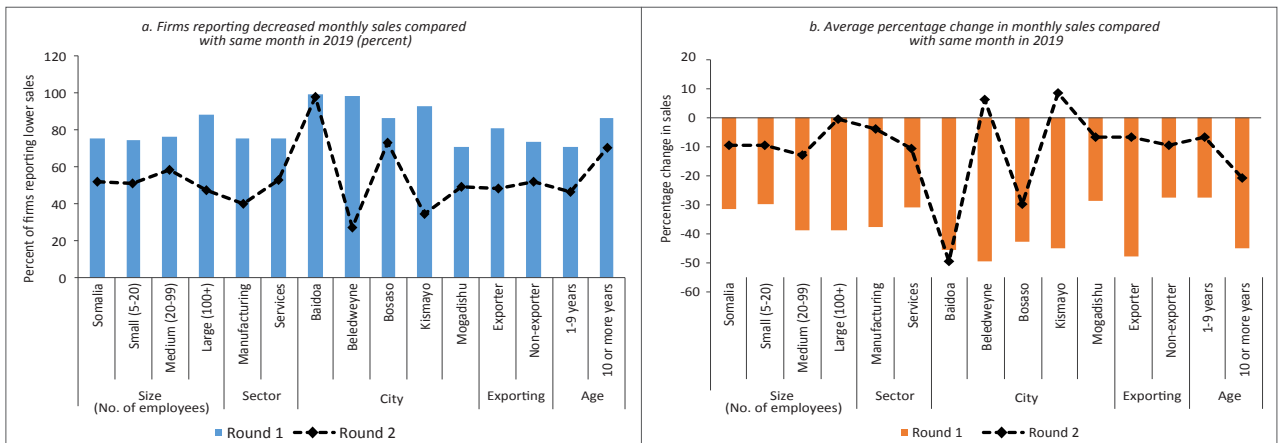 a. Firms reporting decreased monthly sales compared
with same month in 2019 (percent)
Percent of firms reporting lower sales
120
100
80
60
40
20
0
Somalia
Small (5-20)
Medium (20-99)
Large (100+)
Manufacturing
Services
Baidoa
Beledweyne
Bosaso
Kismayo
Mogadishu
Exporter
Non-exporter
1-9 years
10 or more years
Size
(No. of employees)
Sector
City
Exporting
Age
Round 1
Round 2
b. Average percentage change in monthly sales compared
with same month in 2019
Percentage change in sales
20
10
0
-10
-20
-30
-40
-50
-60
Somalia
Small (5-20)
Medium (20-99)
Large (100+)
Manufacturing
Services
Baidoa
Beledweyne
Bosaso
Kismayo
Mogadishu
Exporter
Non-exporter
1-9 years
10 or more years
Size
(No. of employees)
Sector
City
Exporting
Age
Round 1
Round 2